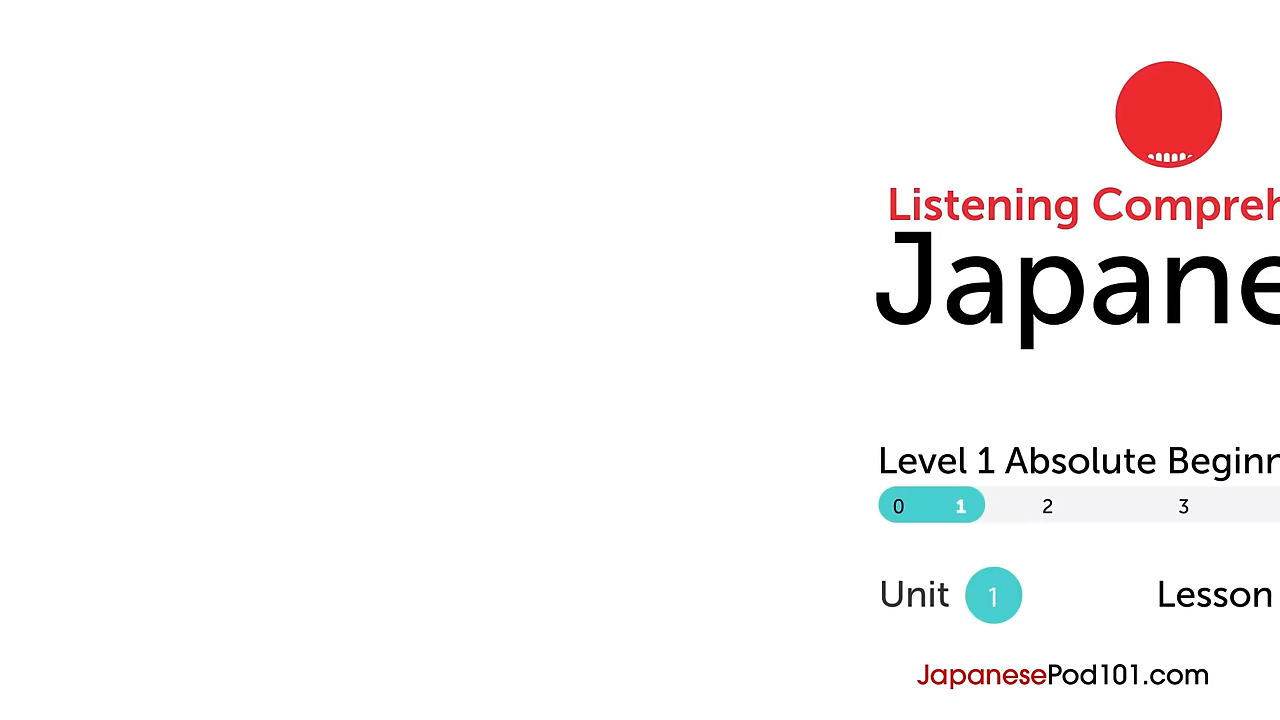 Listening Compreh
Japane
Level 1 Absolute Beginn
0 1 2 3
Unit 1 Lesson
JapanesePod101.com